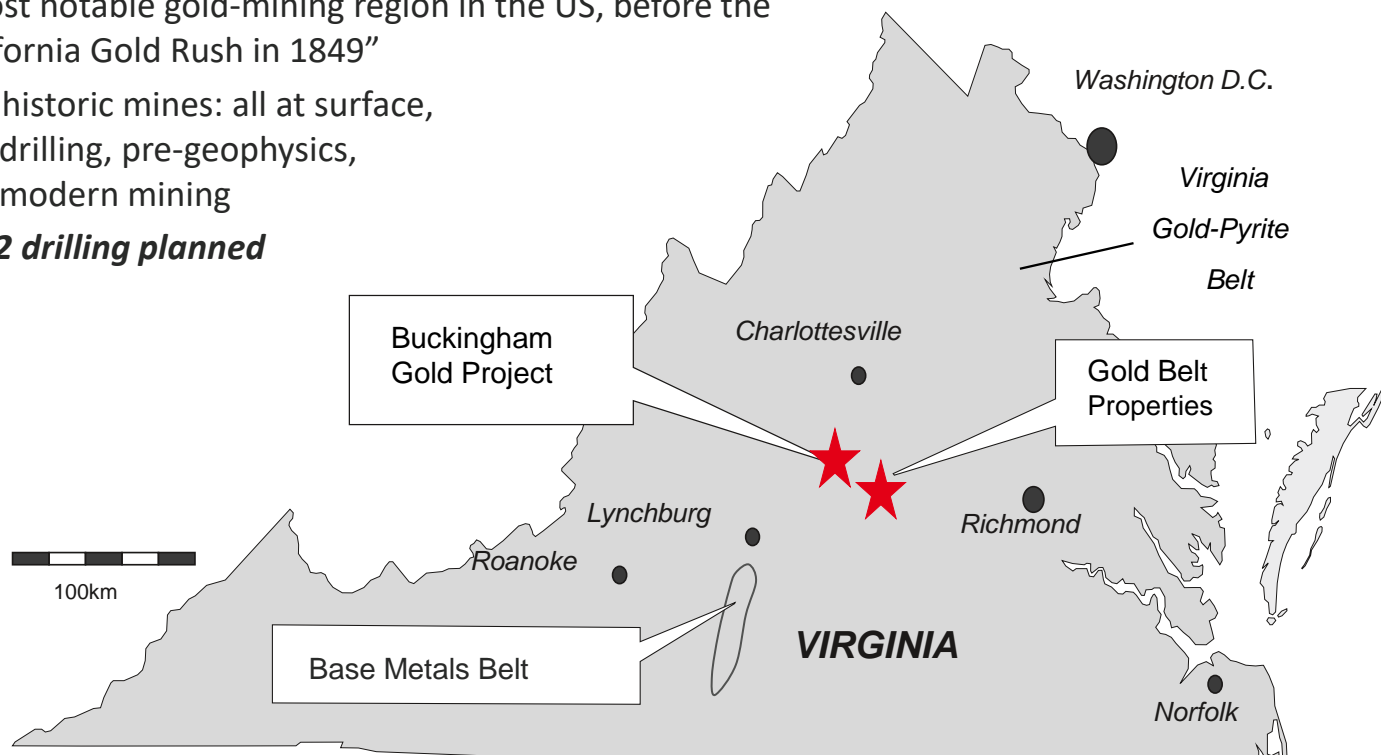 ost notable gold-mining region in the US, before the
ifornia Gold Rush in 1849”
historic mines: all at surface,
drilling, pre-geophysics,
modern mining
2 drilling planned
Washington D.C.
Virginia
Gold-Pyrite
Belt
Buckingham
Gold Project
Charlottesville
Gold Belt
Properties
Lynchburg
Richmond
Roanoke
100km
Base Metals Belt
VIRGINIA
Norfolk